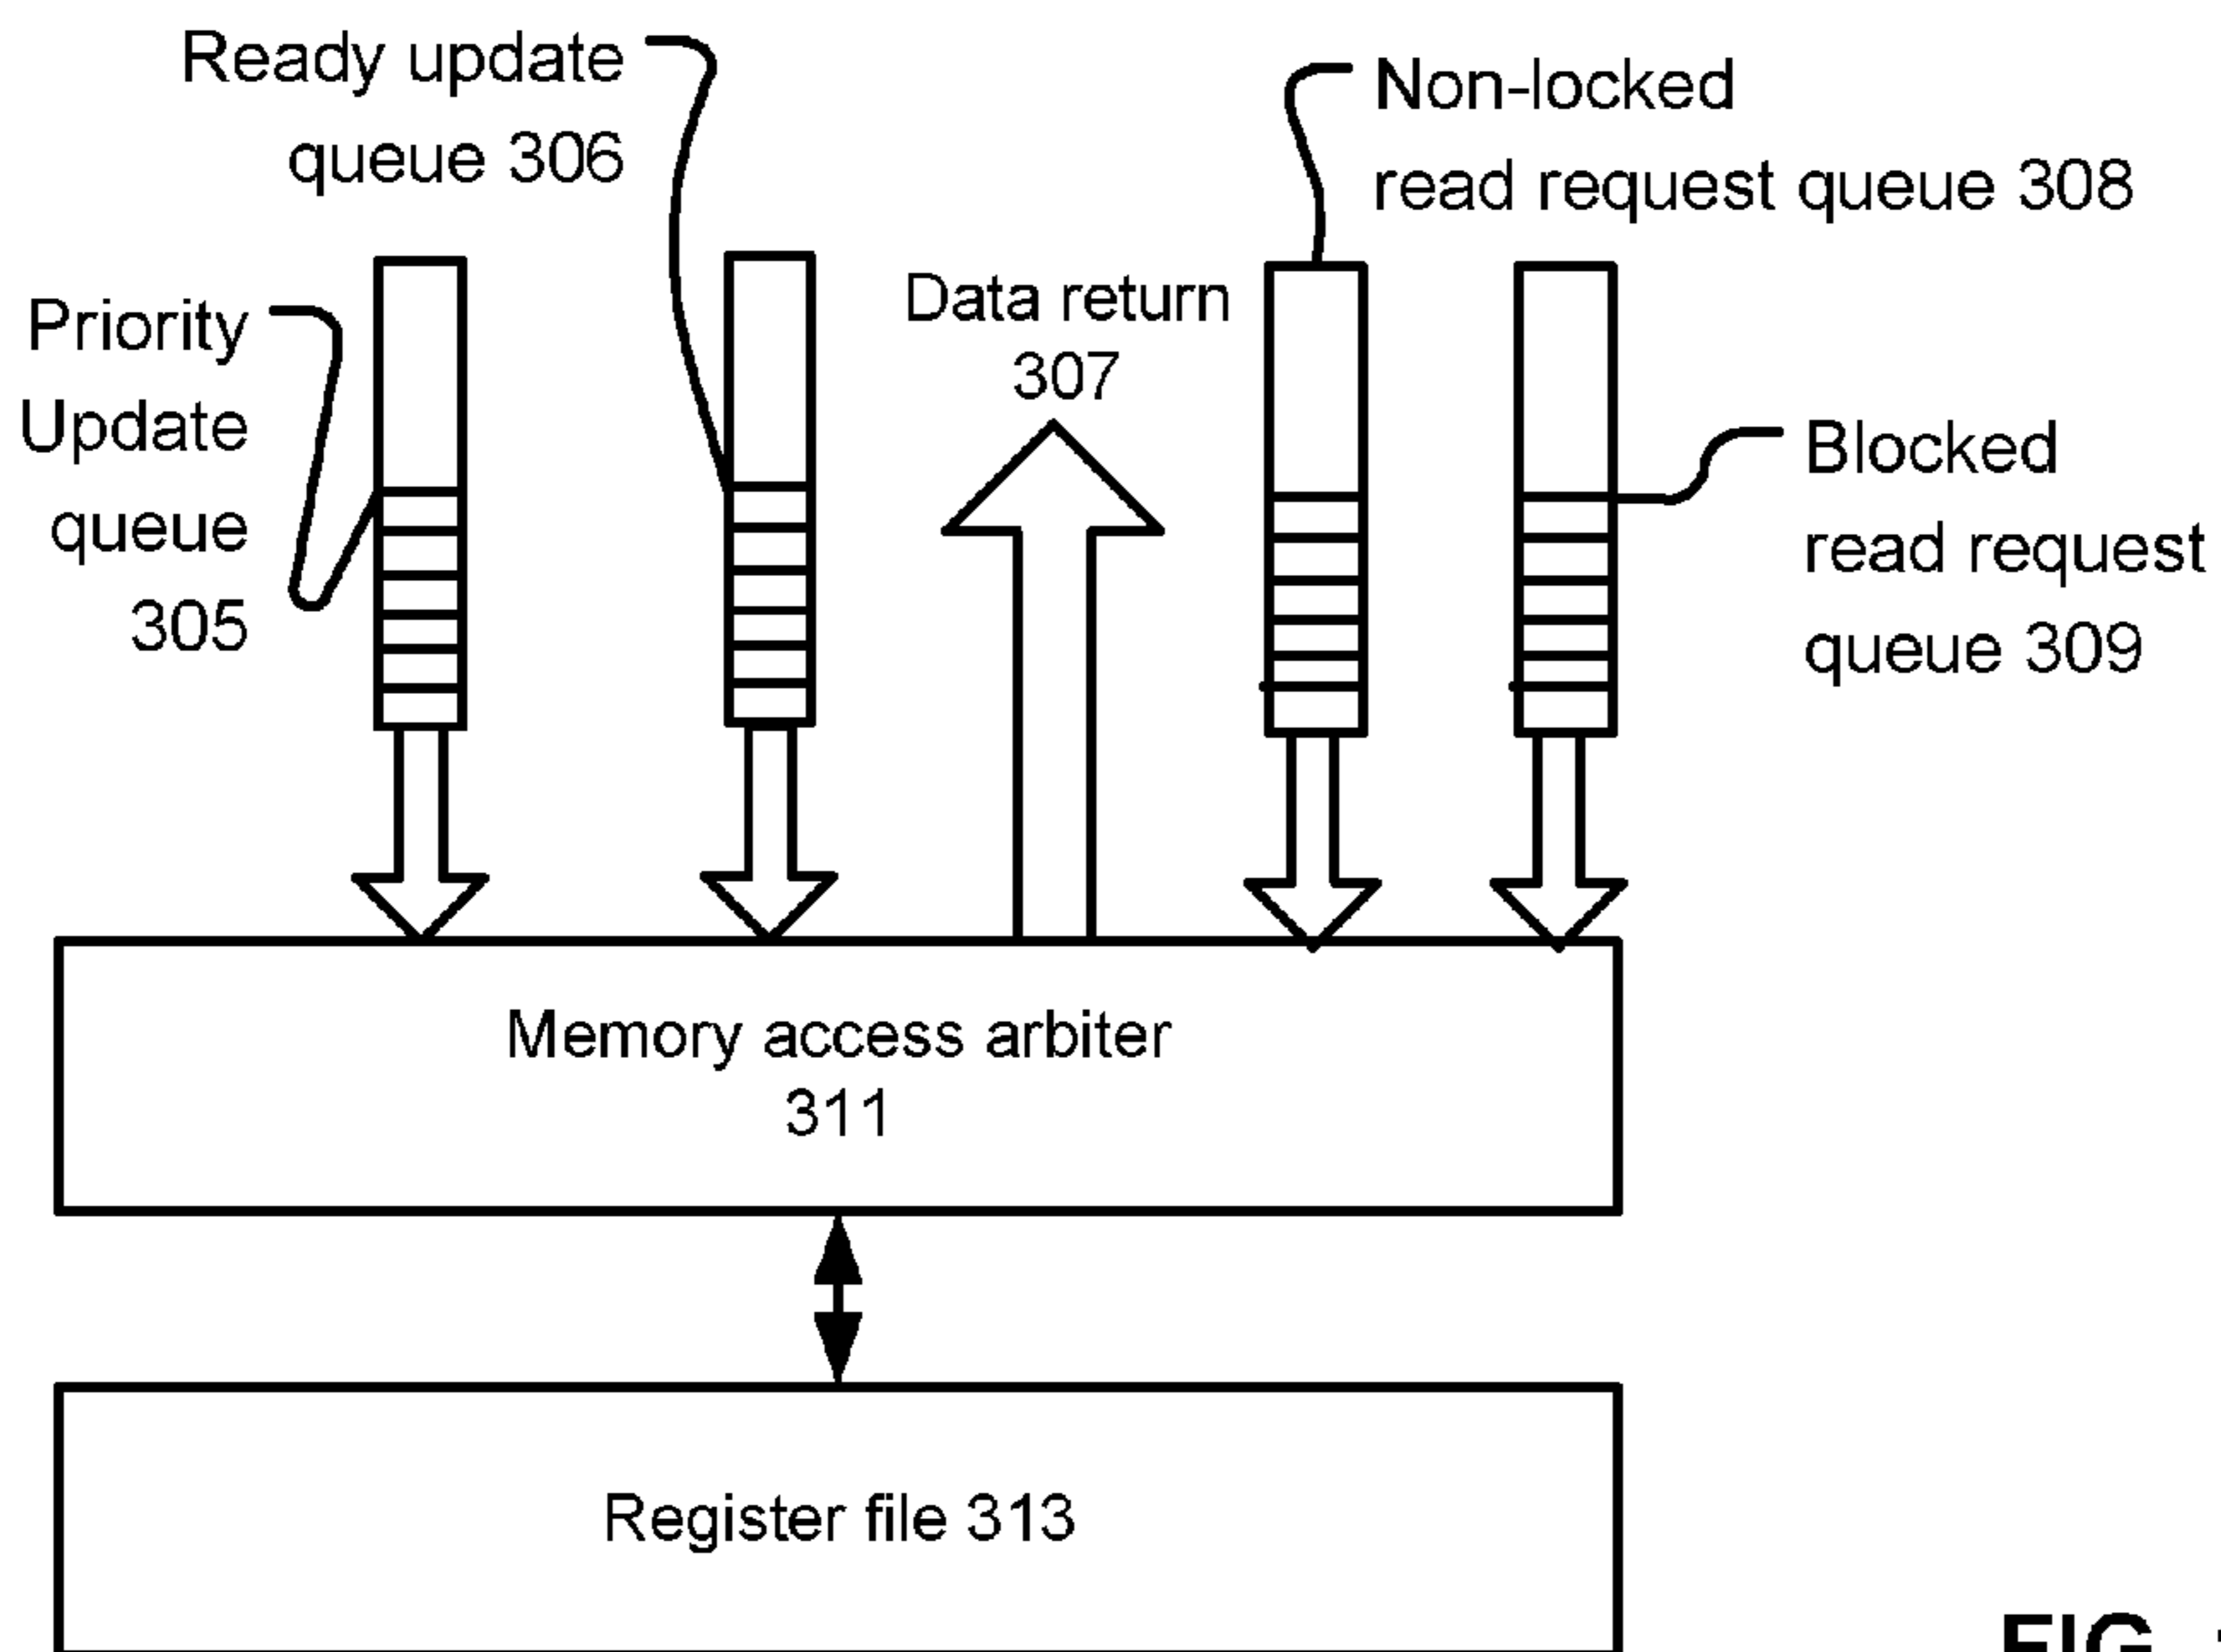 Ready update
queue 306
Non-locked
read request queue 308
Priority
Update
queue
305
Data return
307
Blocked
read request
queue 309
Memory access arbiter
311
Register file 313
FIG.